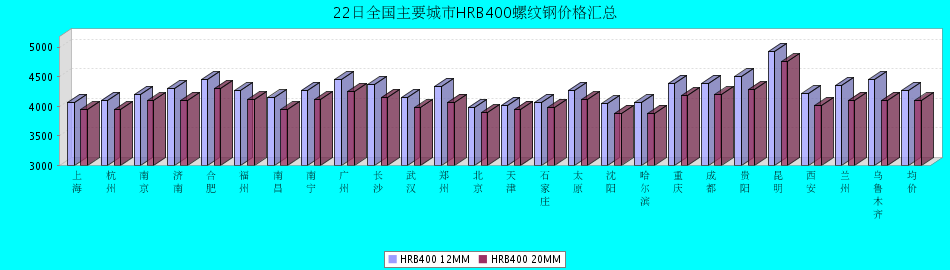 22日全国主要城市HRB400螺纹钢价格汇总
5000
4500
4000
3500
3000
上海
杭州
南京
济南
合肥
福州
南昌
南宁
广州
长沙
武汉
郑州
北京
天津
石家庄
太原
沈阳
哈尔滨
重庆
成都
贵阳
昆明
西安
兰州
乌鲁木齐
均价
HRB400 12MM HRB400 20MM